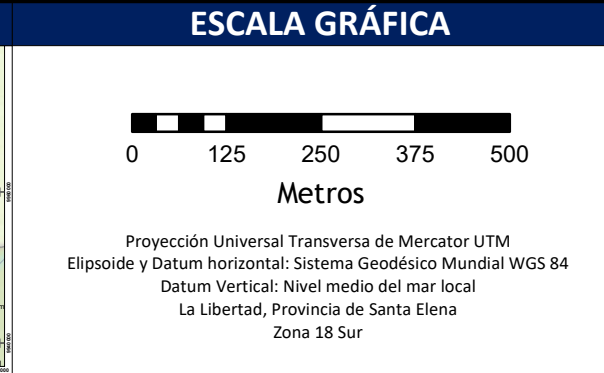 ESCALA GRÁFICA
0 125 250 375 500
Metros
Proyección Universal Transversa de Mercator UTM
Elipsoide y Datum horizontal: Sistema Geodésico Mundial WGS 84
Datum Vertical: Nivel medio del mar local
La Libertad, Provincia de Santa Elena
Zona 18 Sur